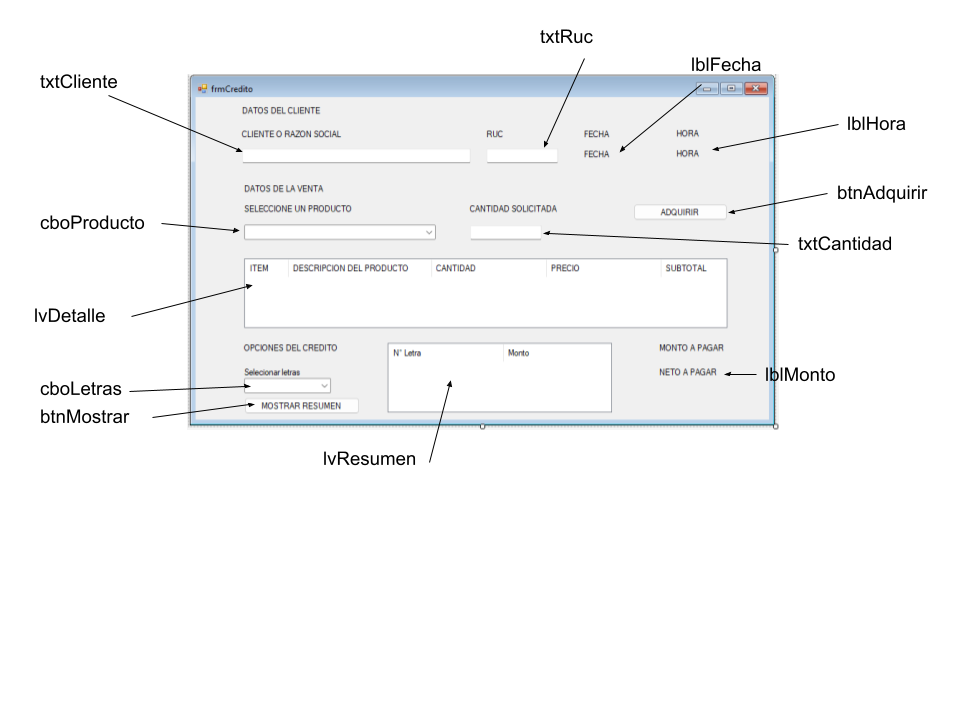 txtRuc
lblFecha
txtCliente
frmCredito
DATOS DEL CLIENTE
lblHora
CLIENTE O RAZON SOCIAL RUC FECHA HORA
FECHA HORA
DATOS DE LA VENTA
btnAdquirir
SELECCIONE UN PRODUCTO CANTIDAD SOLICITADA ADQUIRIR
cboProducto
txtCantidad
ITEM DESCRIPCION DEL PRODUCTO CANTIDAD PRECIO SUBTOTAL
lvDetalle
OPCIONES DEL CREDITO N° Letra Monto MONTO A PAGAR
Selecionar letras NETO A PAGAR lblMonto
cboLetras
MOSTRAR RESUMEN
btnMostrar
lvResumen